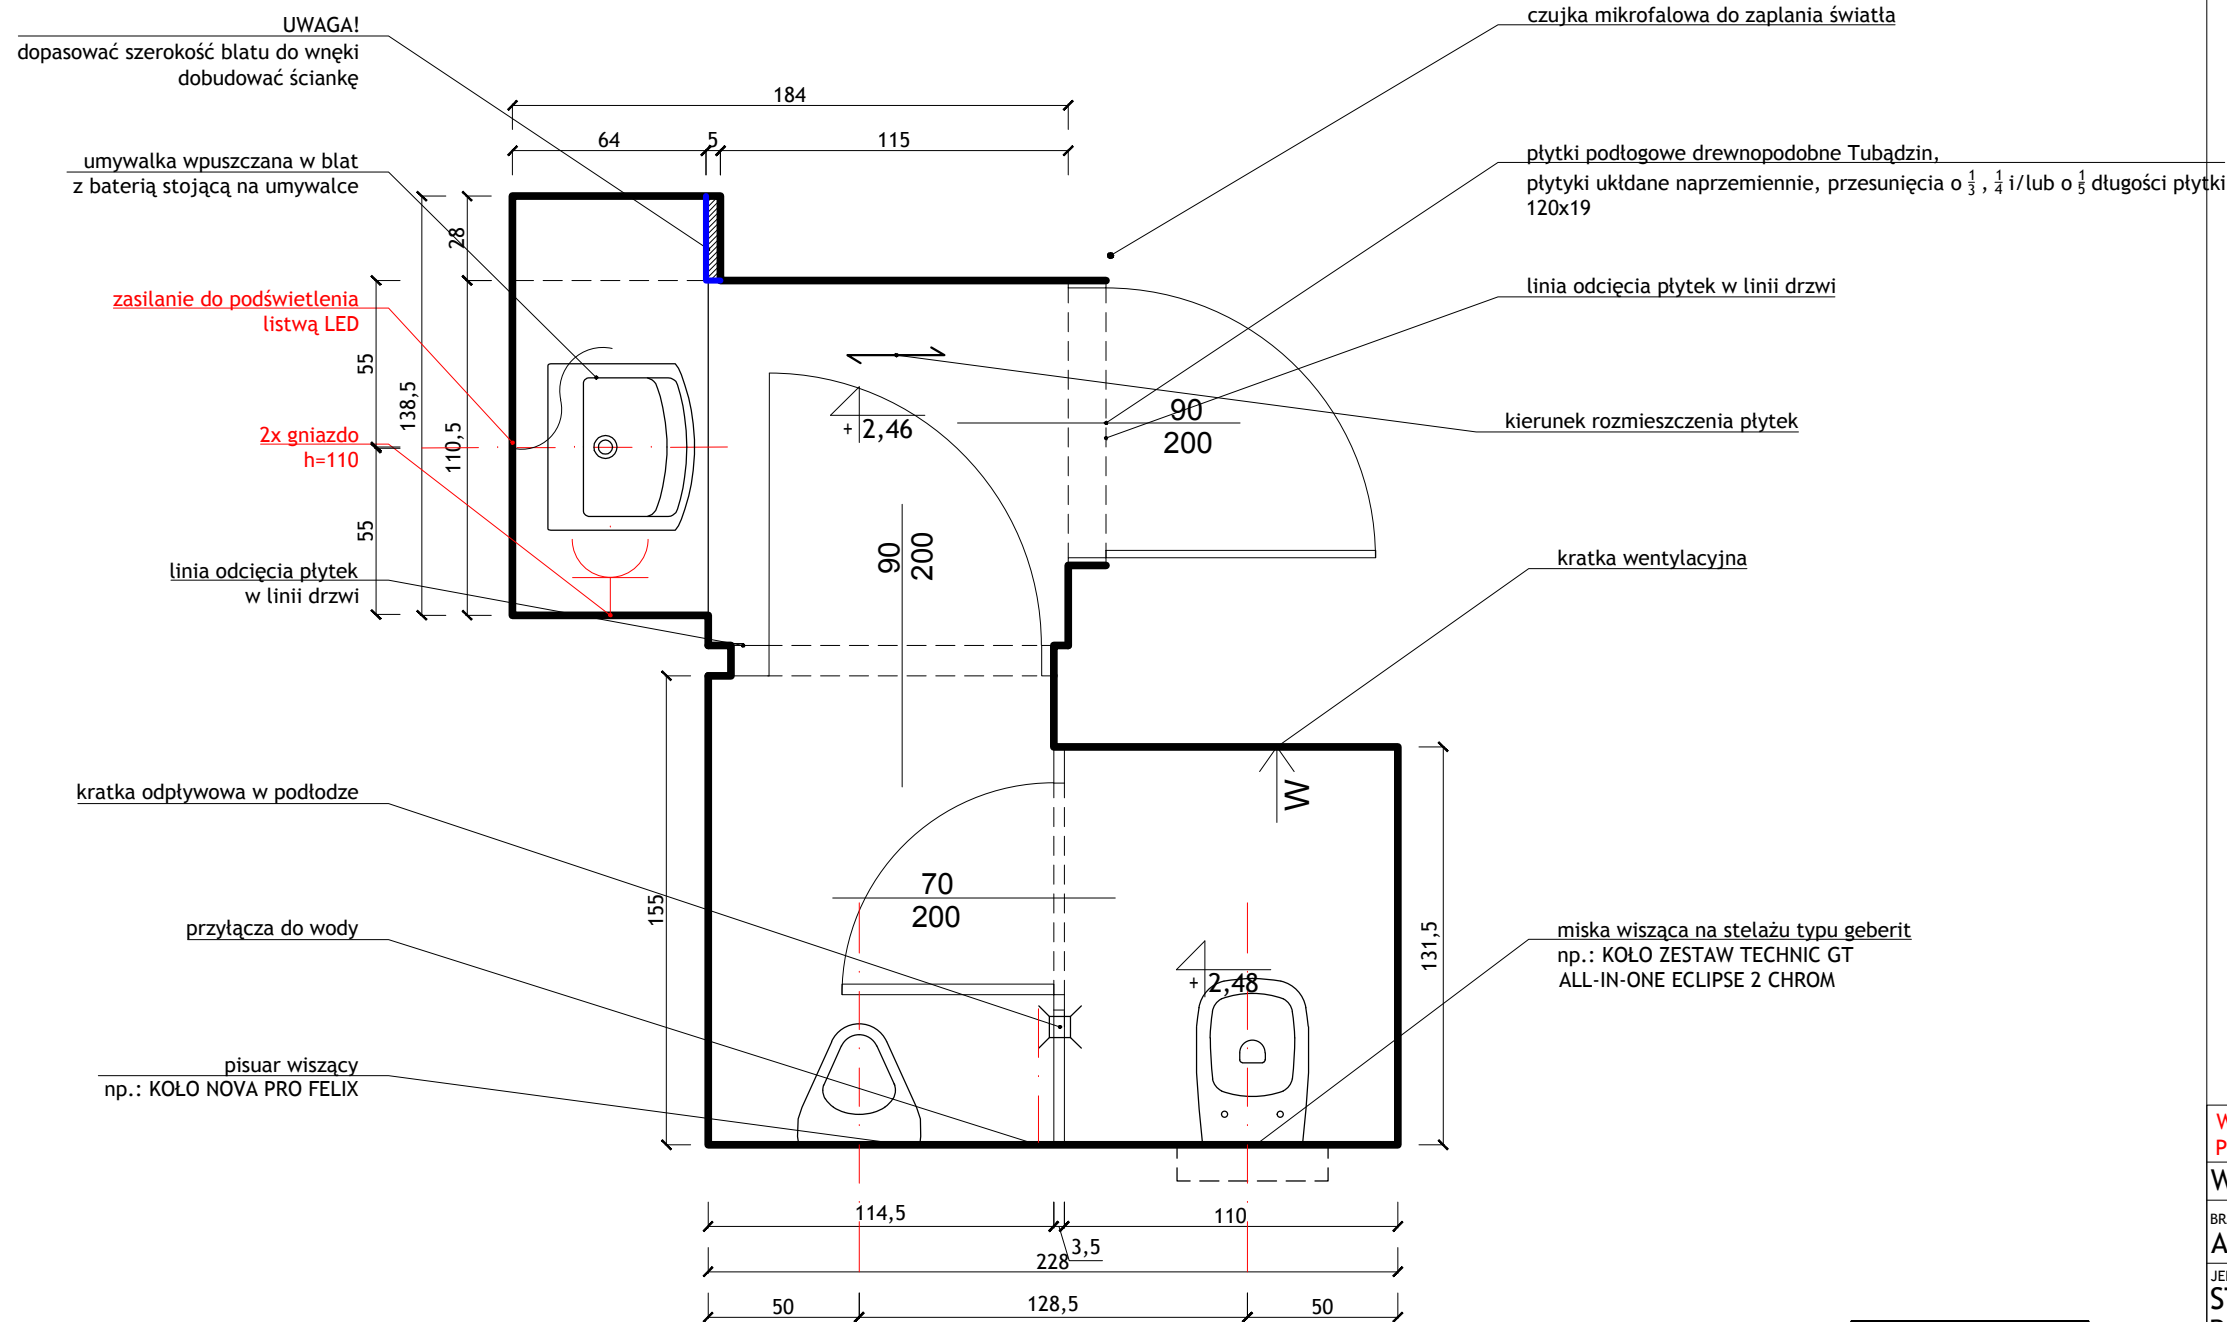 UWAGA!
dopasować szerokość blatu do wnęki
dobudować ściankę
umywalka wpuszczana w blat
z baterią stojącą na umywalce
zasilanie do podświetlenia
listwą LED
2x gniazdo
h=110
linia odcięcia płytek
w linii drzwi
kratka odpływowa w podłodze
przyłącza do wody
pisuar wiszący
np.: KOŁO NOVA PRO FELIX
184
64
5
115
28
55
138,5
110,5
55
155
+ 2,46
90
200
90
200
70
200
W
+ 2,48
131,5
114,5
110
3,5
228
50
128,5
50
czujka mikrofalowa do zaplania światła
płytki podłogowe drewnopodobne Tubądzin,
płytyki ukłdane naprzemiennie, przesunięcia o 1/3 , 1/4 i/lub o 1/5 długości płytki
120x19
linia odcięcia płytek w linii drzwi
kierunek rozmieszczenia płytek
kratka wentylacyjna
miska wisząca na stelażu typu geberit
np.: KOŁO ZESTAW TECHNIC GT
ALL-IN-ONE ECLIPSE 2 CHROM